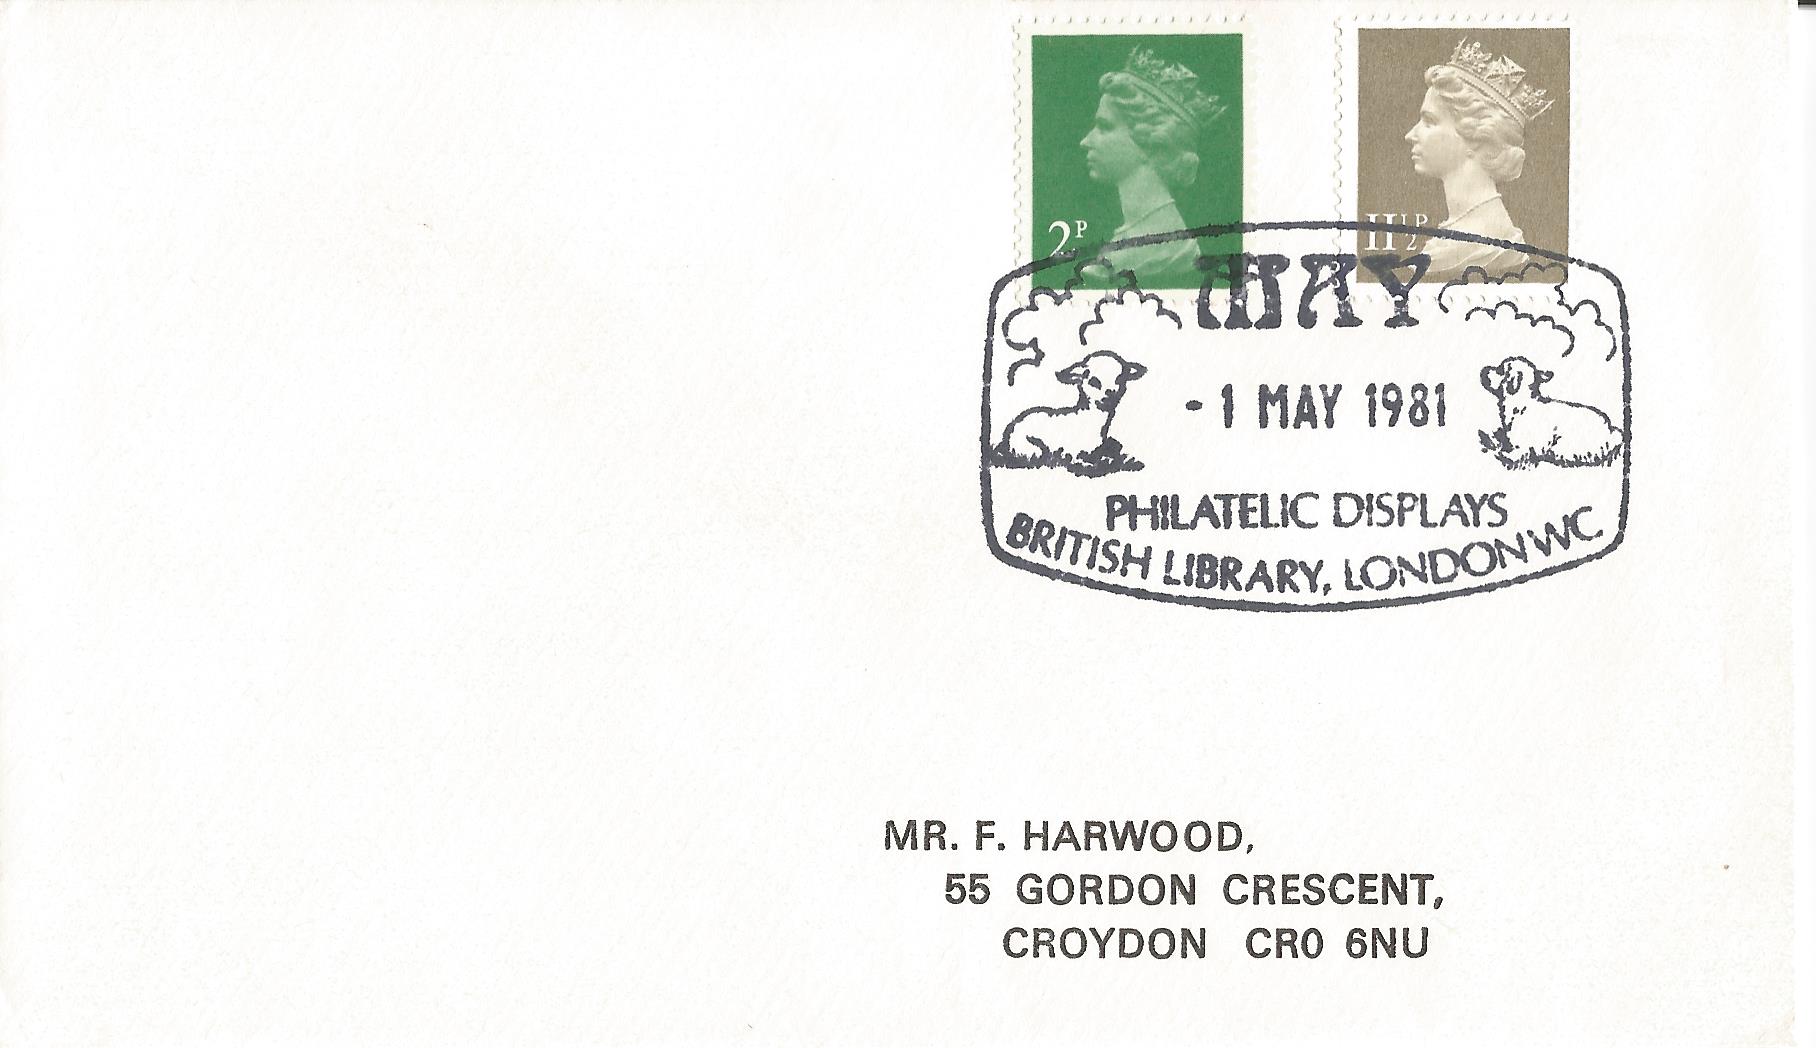 2P
11½P
MAY
- 1 MAY 1981
PHILATELIC DISPLAYS
BRITISH LIBRARY, LONDON WC
MR. F. HARWOOD,
55 GORDON CRESCENT,
CROYDON CR0 6NU